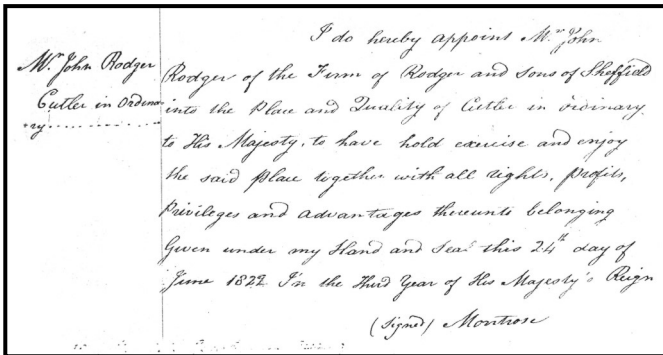 Mr. John Rodger
Cutler in Ordina
ry
I do hereby appoint Mr. John
Rodger of the Firm of Rodger and Sons of Sheffield
into the Place and Quality of Cutler in ordinary
to His Majesty, to have hold exercise and enjoy
the said place together with all rights, profits,
Privileges and advantages thereunto belonging
Given under my Hand and Seal this 24th day of
June 1822 In the Third Year of His Majesty's Reign
(Signed) Montrose